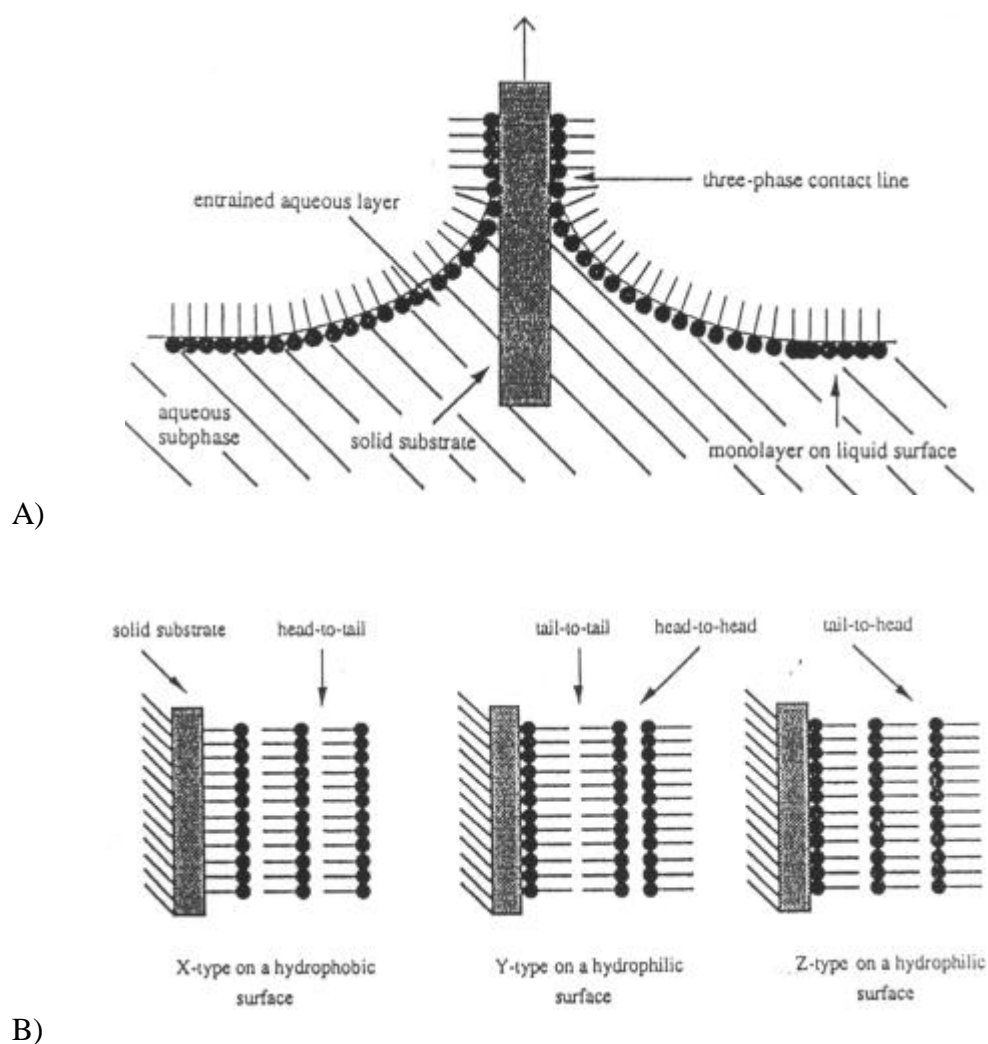 three-phase contact line
entrained aqueous layer
aqueous
subphase
solid substrate
monolayer on liquid surface
A)
solid substrate
head-to-tail
tail-to-tail
head-to-head
tail-to-head
X-type on a hydrophobic
surface
Y-type on a hydrophilic
surface
Z-type on a hydrophilic
surface
B)